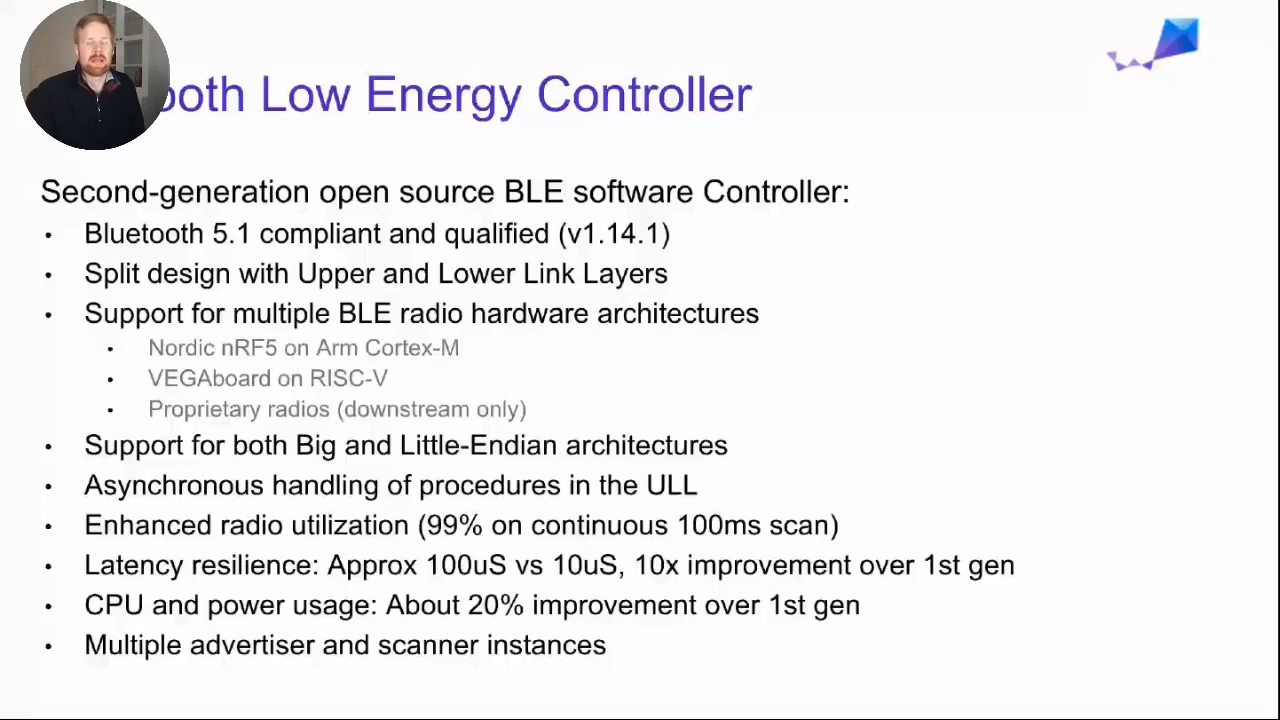 ooth Low Energy Controller
Second-generation open source BLE software Controller:
• Bluetooth 5.1 compliant and qualified (v1.14.1)
• Split design with Upper and Lower Link Layers
• Support for multiple BLE radio hardware architectures
• Nordic nRF5 on Arm Cortex-M
• VEGAboard on RISC-V
• Proprietary radios (downstream only)
• Support for both Big and Little-Endian architectures
• Asynchronous handling of procedures in the ULL
• Enhanced radio utilization (99% on continuous 100ms scan)
• Latency resilience: Approx 100uS vs 10uS, 10x improvement over 1st gen
• CPU and power usage: About 20% improvement over 1st gen
• Multiple advertiser and scanner instances